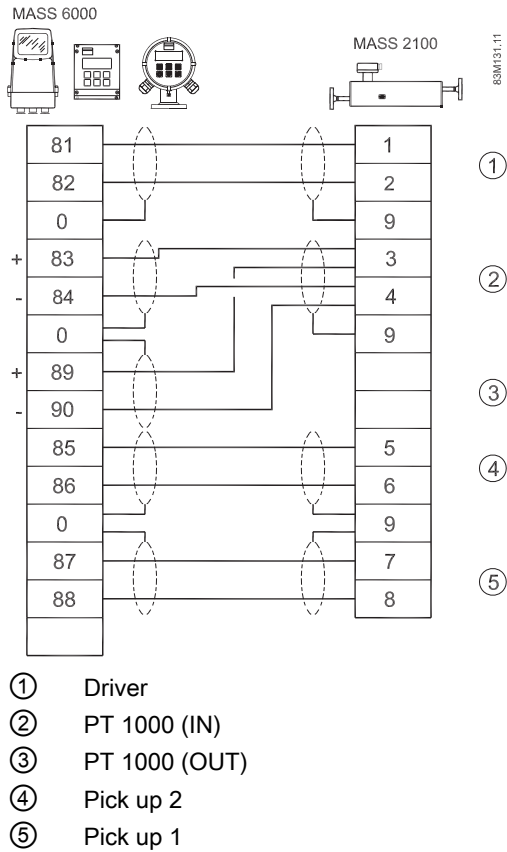 MASS 6000
MASS 2100
83M131.11
81 1
82 2
0 9
+ 83 3
- 84 4
0 9
+ 89
- 90
85 5
86 6
0 9
87 7
88 8
①
②
③
④
⑤
① Driver
② PT 1000 (IN)
③ PT 1000 (OUT)
④ Pick up 2
⑤ Pick up 1